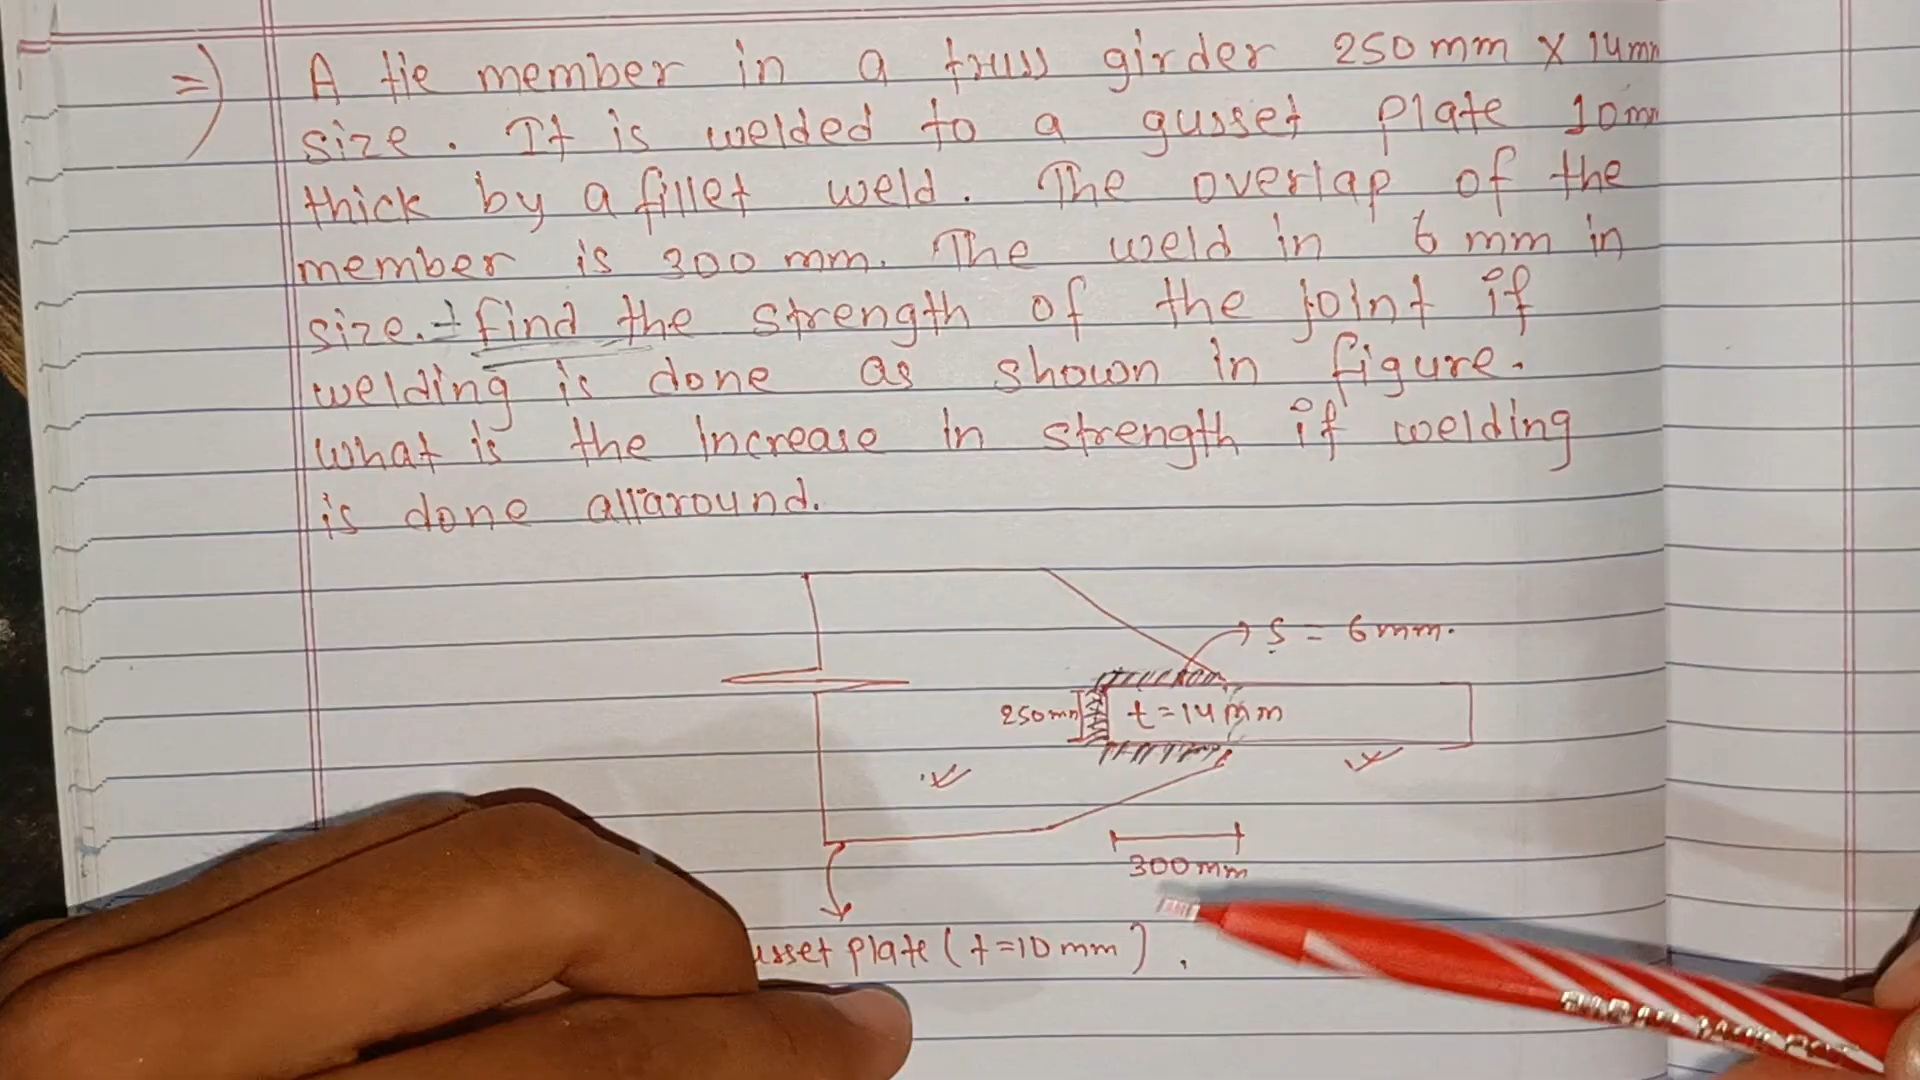 =) A tie member in a truss girder 250 mm X 14mm
size. It is welded to a gusset plate 10mm
thick by a fillet weld. The overlap of the
member is 300 mm. The weld in 6 mm in
size. find the strength of the joint if
welding is done as shown in figure.
what is the increase in strength if welding
is done allaround.
S = 6mm.
250mm t=14mm
300mm
usset plate (t=10mm).